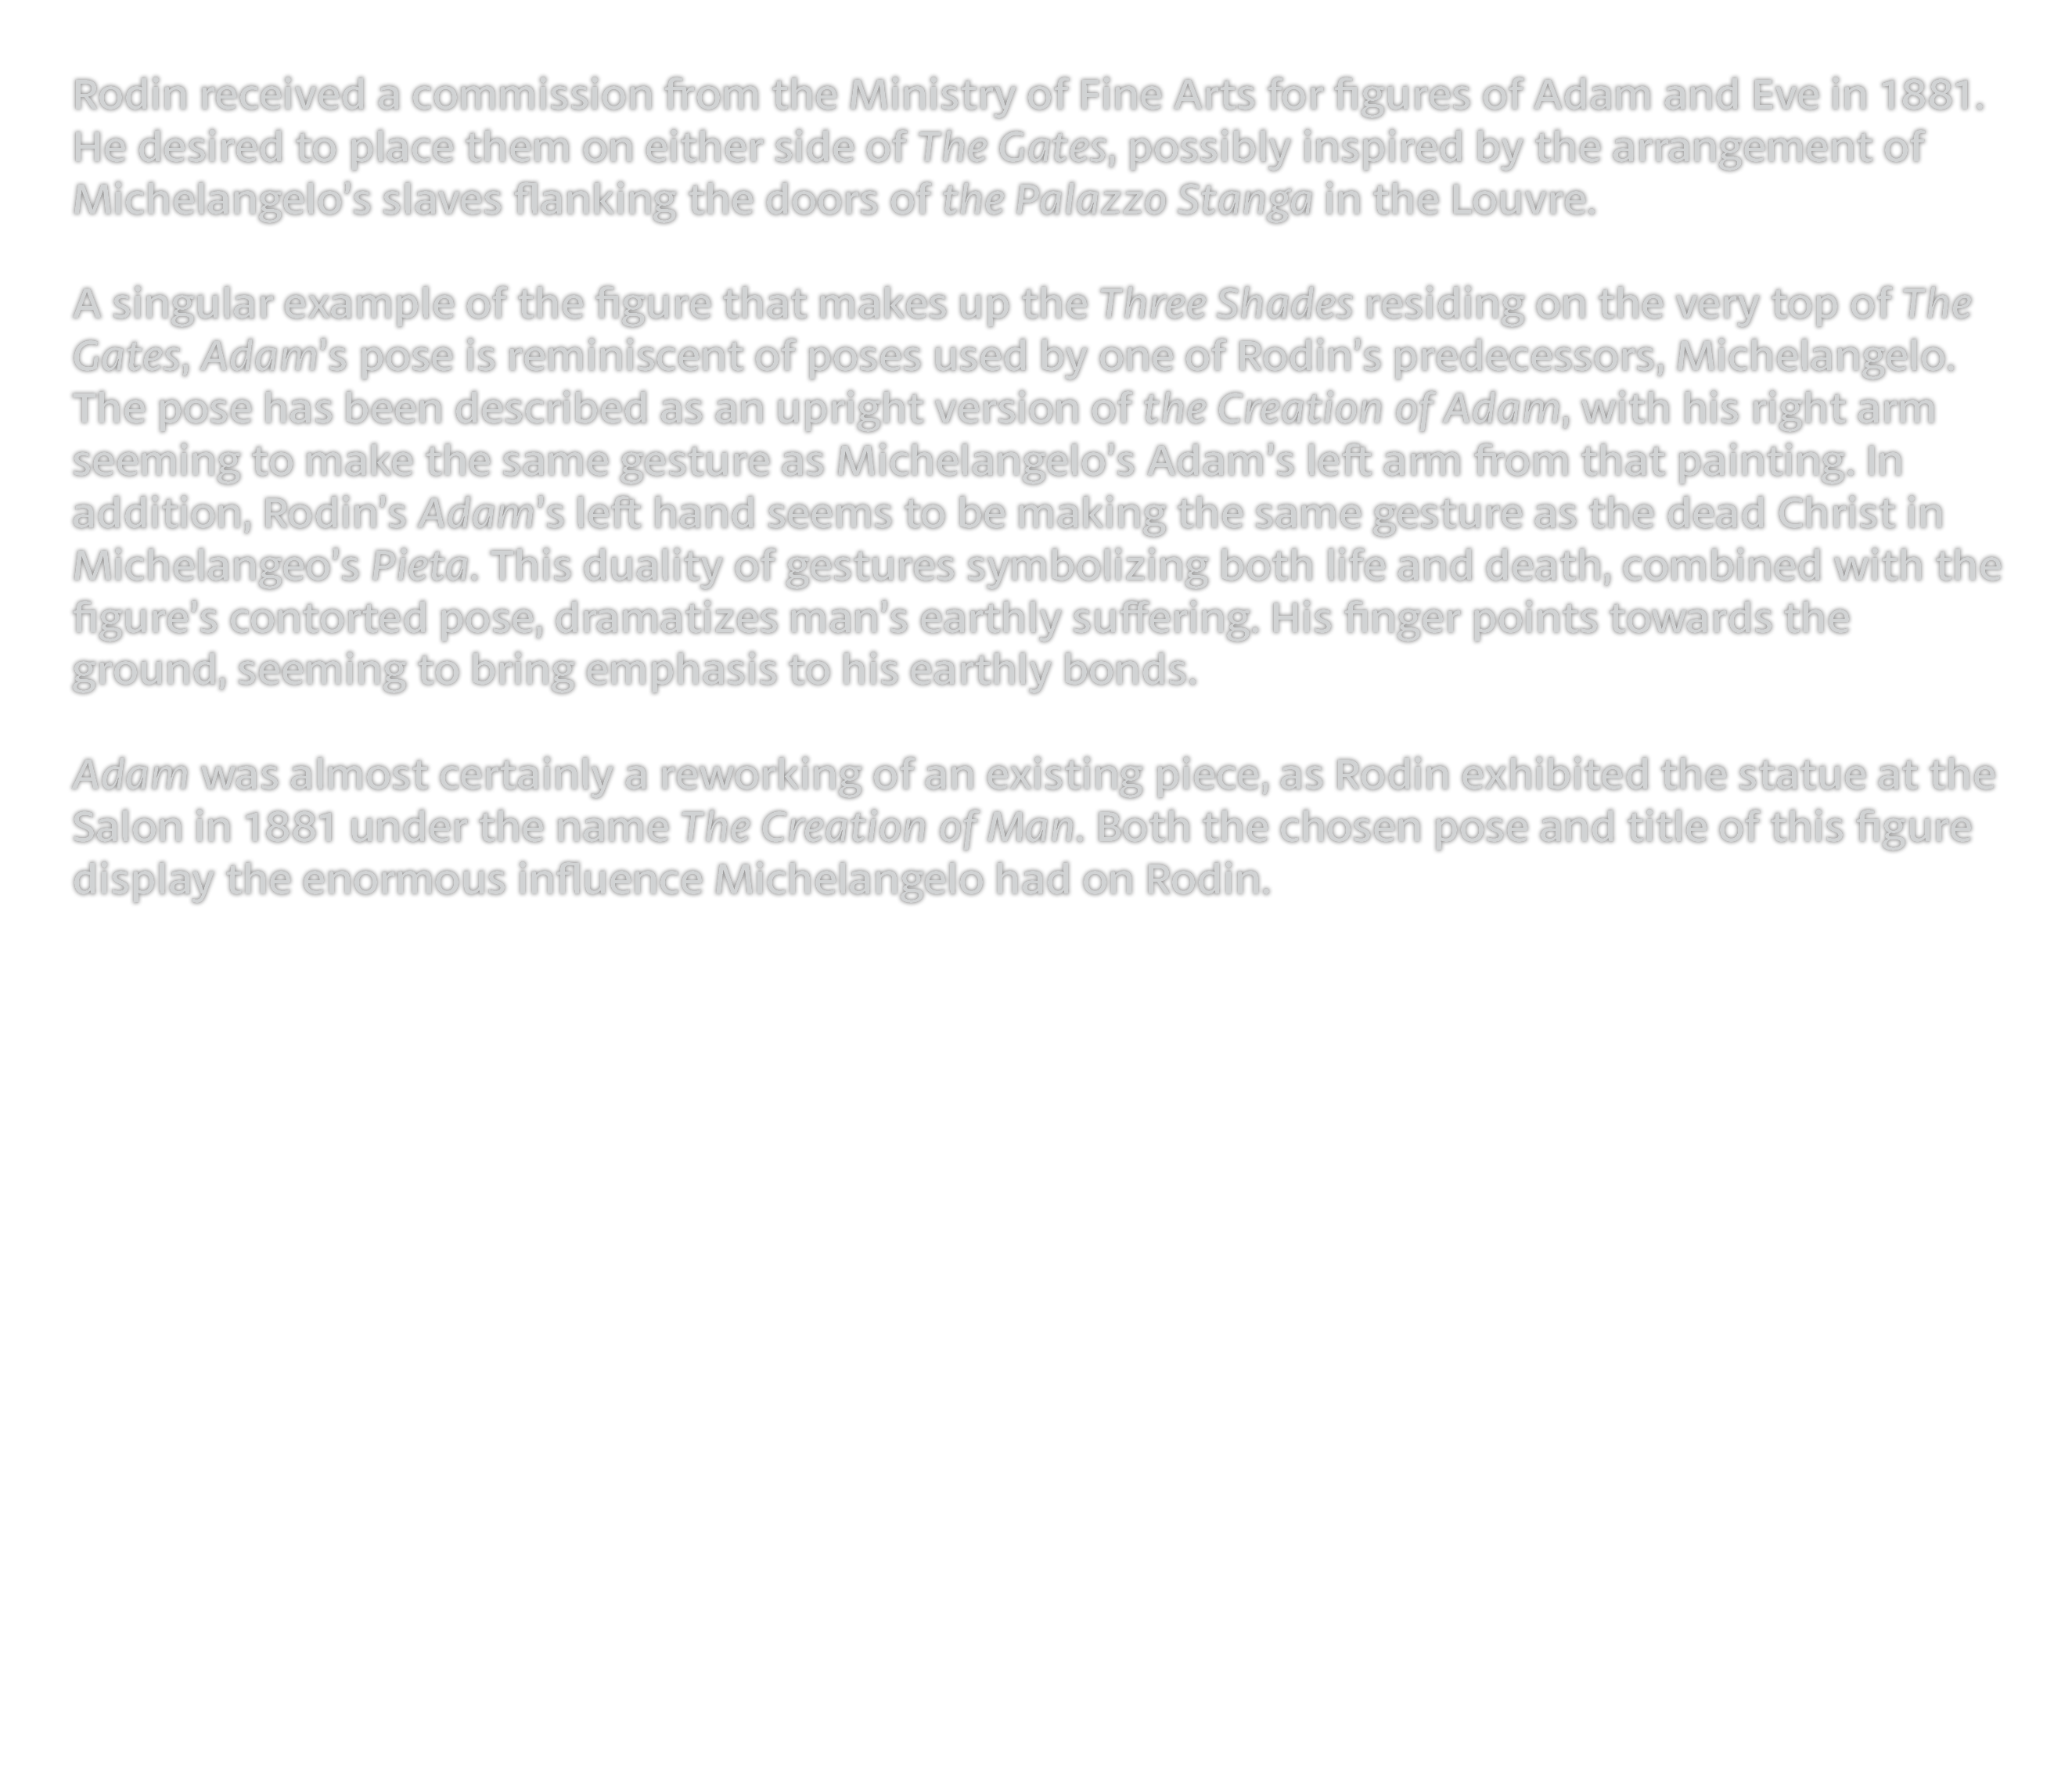 Rodin received a commission from the Ministry of Fine Arts for figures of Adam and Eve in 1881.
He desired to place them on either side of The Gates, possibly inspired by the arrangement of
Michelangelo's slaves flanking the doors of the Palazzo Stanga in the Louvre.
A singular example of the figure that makes up the Three Shades residing on the very top of The
Gates, Adam's pose is reminiscent of poses used by one of Rodin's predecessors, Michelangelo.
The pose has been described as an upright version of the Creation of Adam, with his right arm
seeming to make the same gesture as Michelangelo's Adam's left arm from that painting. In
addition, Rodin's Adam's left hand seems to be making the same gesture as the dead Christ in
Michelangeo's Pieta. This duality of gestures symbolizing both life and death, combined with the
figure's contorted pose, dramatizes man's earthly suffering. His finger points towards the
ground, seeming to bring emphasis to his earthly bonds.
Adam was almost certainly a reworking of an existing piece, as Rodin exhibited the statue at the
Salon in 1881 under the name The Creation of Man. Both the chosen pose and title of this figure
display the enormous influence Michelangelo had on Rodin.